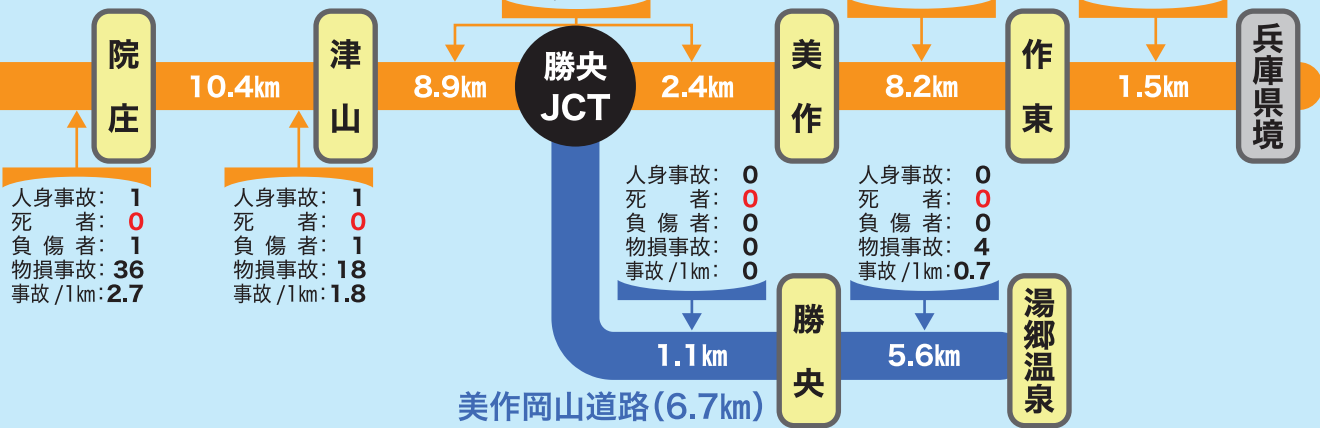 院庄
10.4km
津山
8.9km
勝央
JCT
2.4km
美作
8.2km
作東
1.5km
兵庫県境
人身事故: 1
死者: 0
負傷者: 1
物損事故: 36
事故/1km: 2.7
人身事故: 1
死者: 0
負傷者: 1
物損事故: 18
事故/1km: 1.8
人身事故: 0
死者: 0
負傷者: 0
物損事故: 0
事故/1km: 0
人身事故: 0
死者: 0
負傷者: 0
物損事故: 4
事故/1km: 0.7
1.1km
勝央
5.6km
湯郷温泉
美作岡山道路(6.7km)